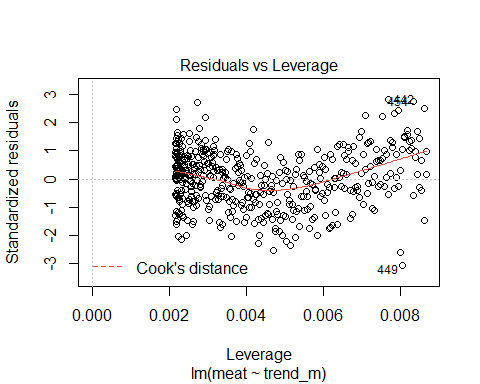 Residuals vs Leverage
Standardized residuals
3
2
1
0
-1
-2
-3
442
449
Cook's distance
0.000 0.002 0.004 0.006 0.008
Leverage
lm(meat ~ trend_m)